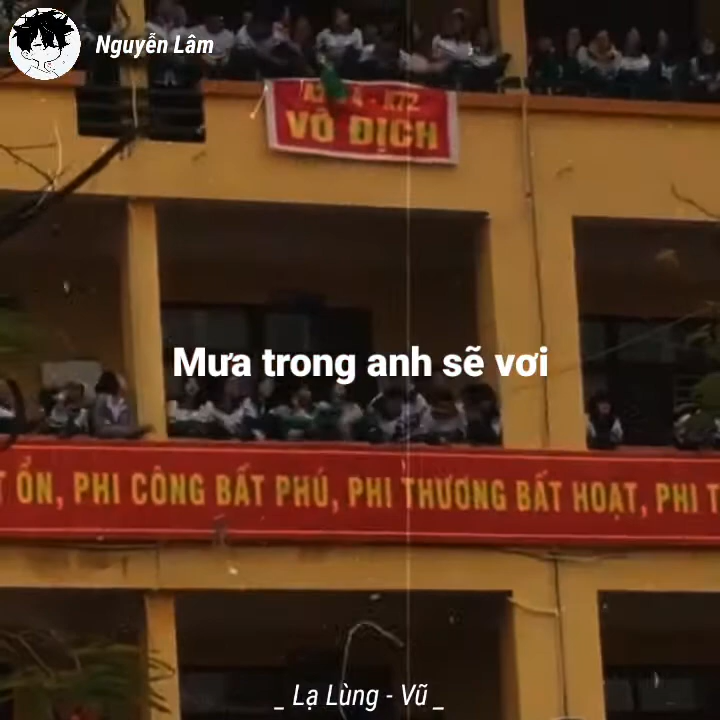 Nguyễn Lâm
VÔ ĐỊCH
Mưa trong anh sẽ vơi
ỔN, PHI CÔNG BẤT PHÚ, PHI THƯƠNG BẤT HOẠT, PHI
_ Lạ Lùng - Vũ _